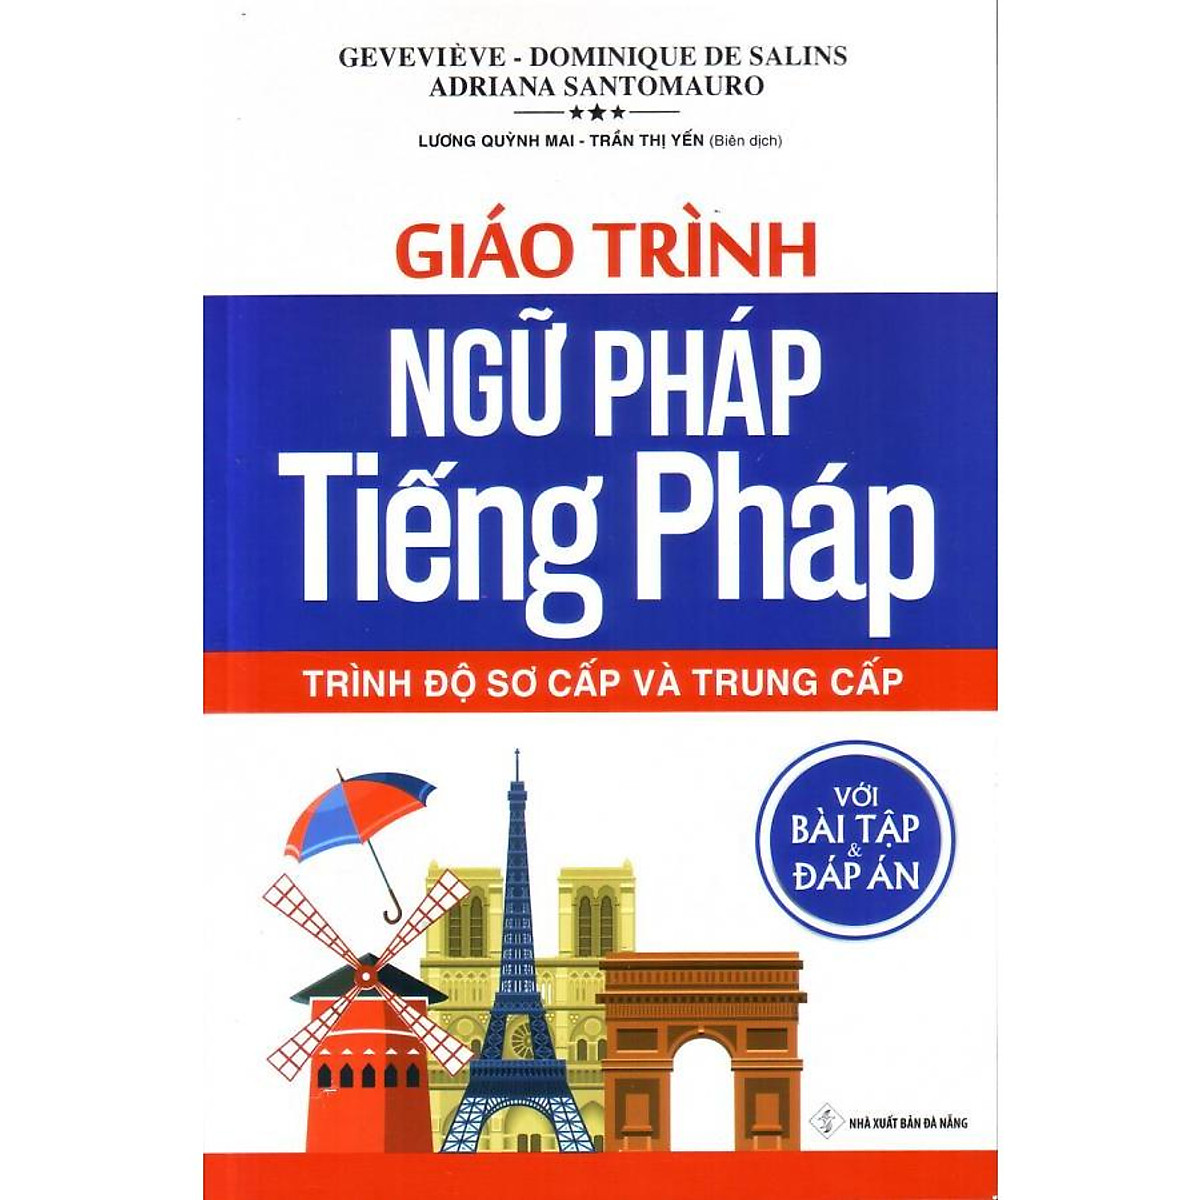 GEVEVIÈVE - DOMINIQUE DE SALINS
ADRIANA SANTOMAURO
LƯƠNG QUỲNH MAI - TRẦN THỊ YẾN (Biên dịch)
GIÁO TRÌNH
NGỮ PHÁP
Tiếng Pháp
TRÌNH ĐỘ SƠ CẤP VÀ TRUNG CẤP
VỚI
BÀI TẬP
&
ĐÁP ÁN
NHÀ XUẤT BẢN ĐÀ NẴNG